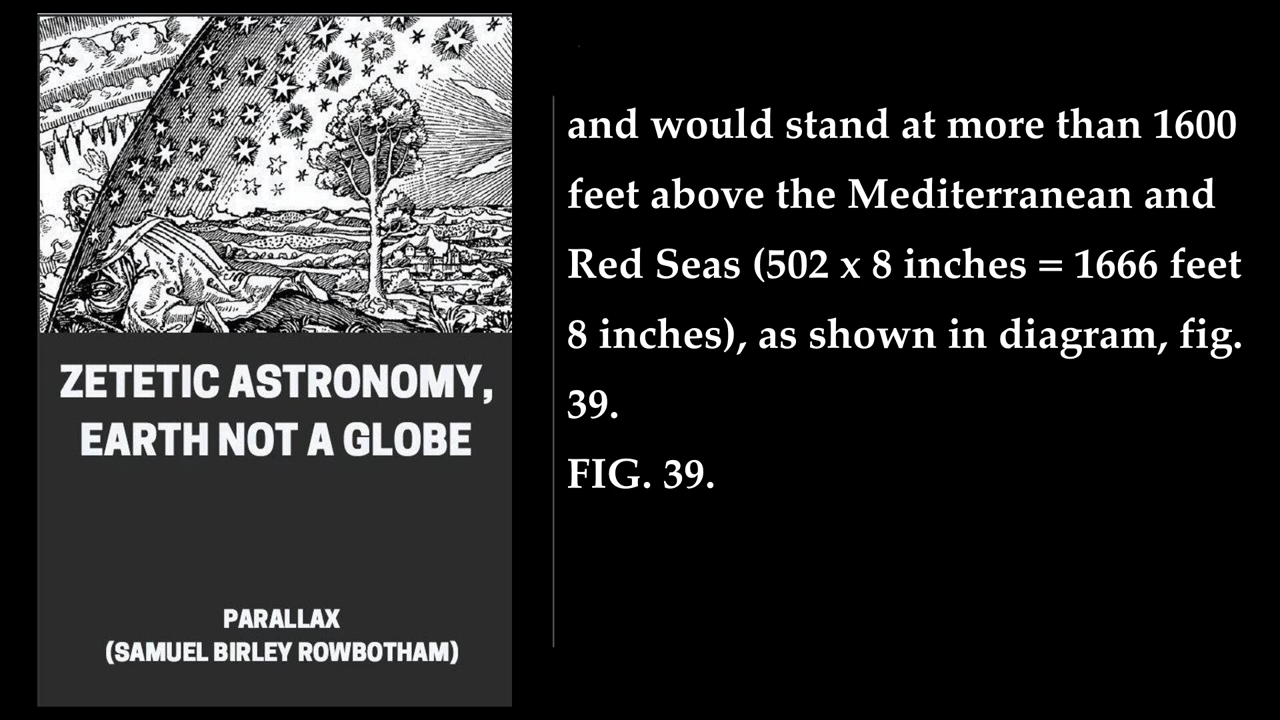 ZETETIC ASTRONOMY,
EARTH NOT A GLOBE
PARALLAX
(SAMUEL BIRLEY ROWBOTHAM)
and would stand at more than 1600
feet above the Mediterranean and
Red Seas (502 x 8 inches = 1666 feet
8 inches), as shown in diagram, fig.
39.
FIG. 39.